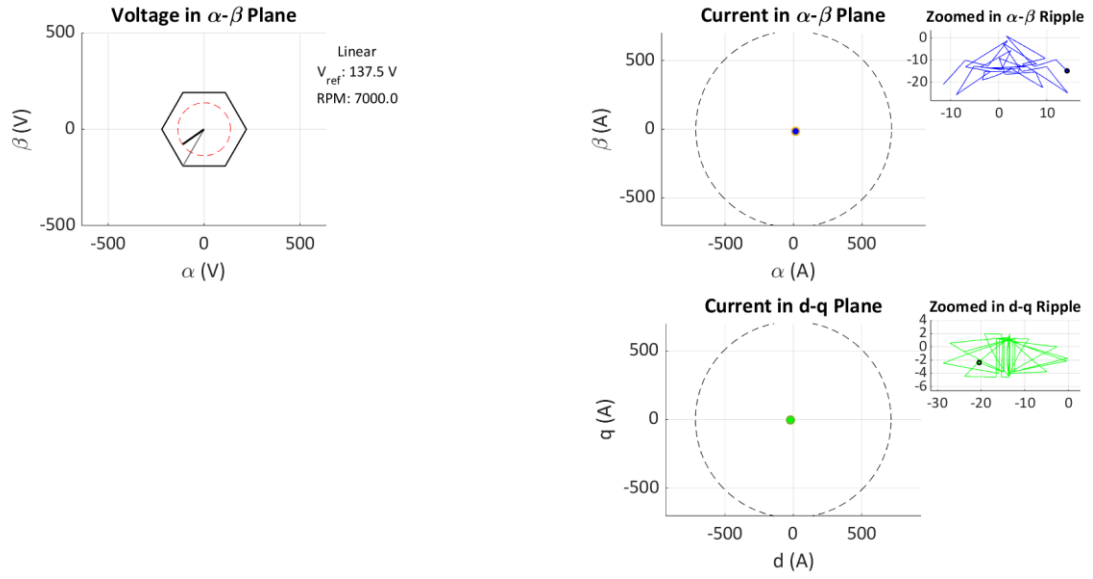 Voltage in α-β Plane
500
0
-500
β (V)
-500
0
500
α (V)
Linear
V_ref: 137.5 V
RPM: 7000.0
Current in α-β Plane
500
0
-500
β (A)
-500
0
500
α (A)
Zoomed in α-β Ripple
0
-10
-20
-10
0
10
Current in d-q Plane
500
0
-500
q (A)
-500
0
500
d (A)
Zoomed in d-q Ripple
4
2
0
-2
-4
-6
-30
-20
-10
0